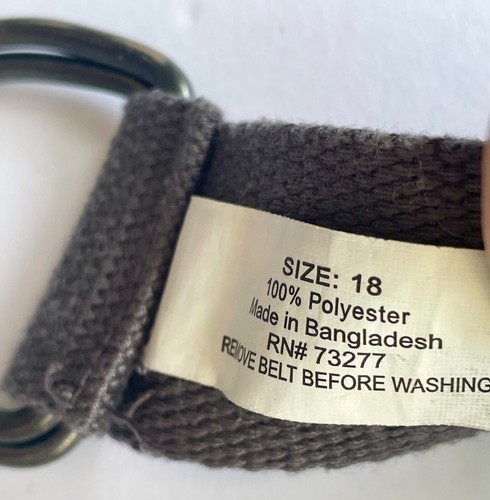 SIZE: 18
100% Polyester
Made in Bangladesh
RN# 73277
REMOVE BELT BEFORE WASHING